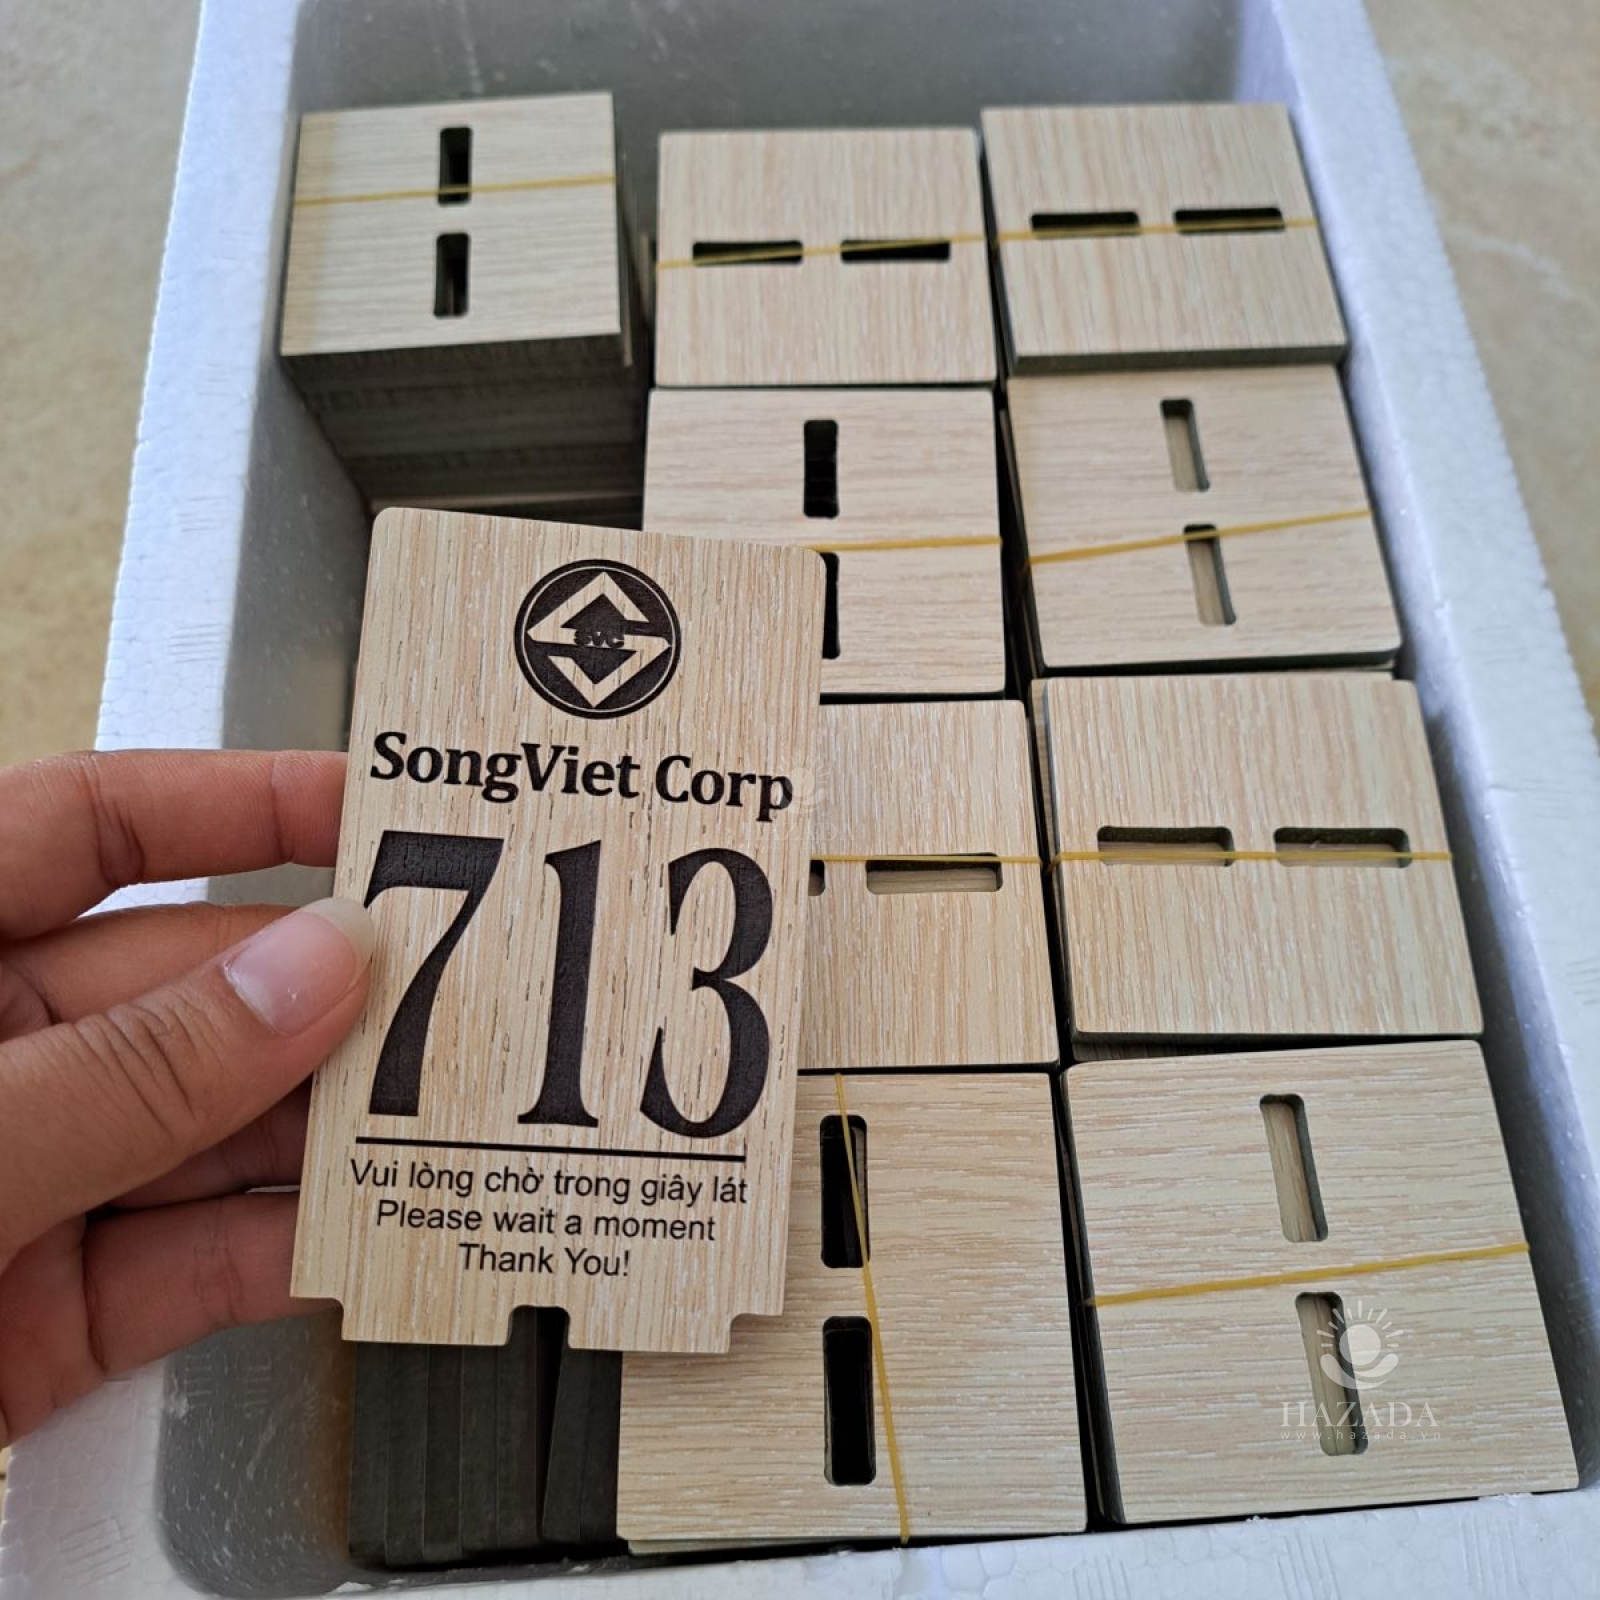 SVC
SongViet Corp
713
Vui lòng chờ trong giây lát
Please wait a moment
Thank You!
HAZADA
www.hazada.vn